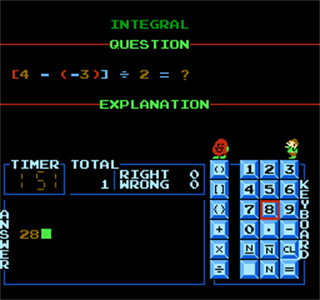 INTEGRAL
QUESTION
[4 - (-3)] ÷ 2 = ?
EXPLANATION
TIMER
151
TOTAL
1
RIGHT 0
WRONG 0
ANSWER
28
KEYBOARD
( ) 1 2 3
[ ] 4 5 6
{ } 7 8 9
+ 0 . -
× N N̄ CL
÷ N =